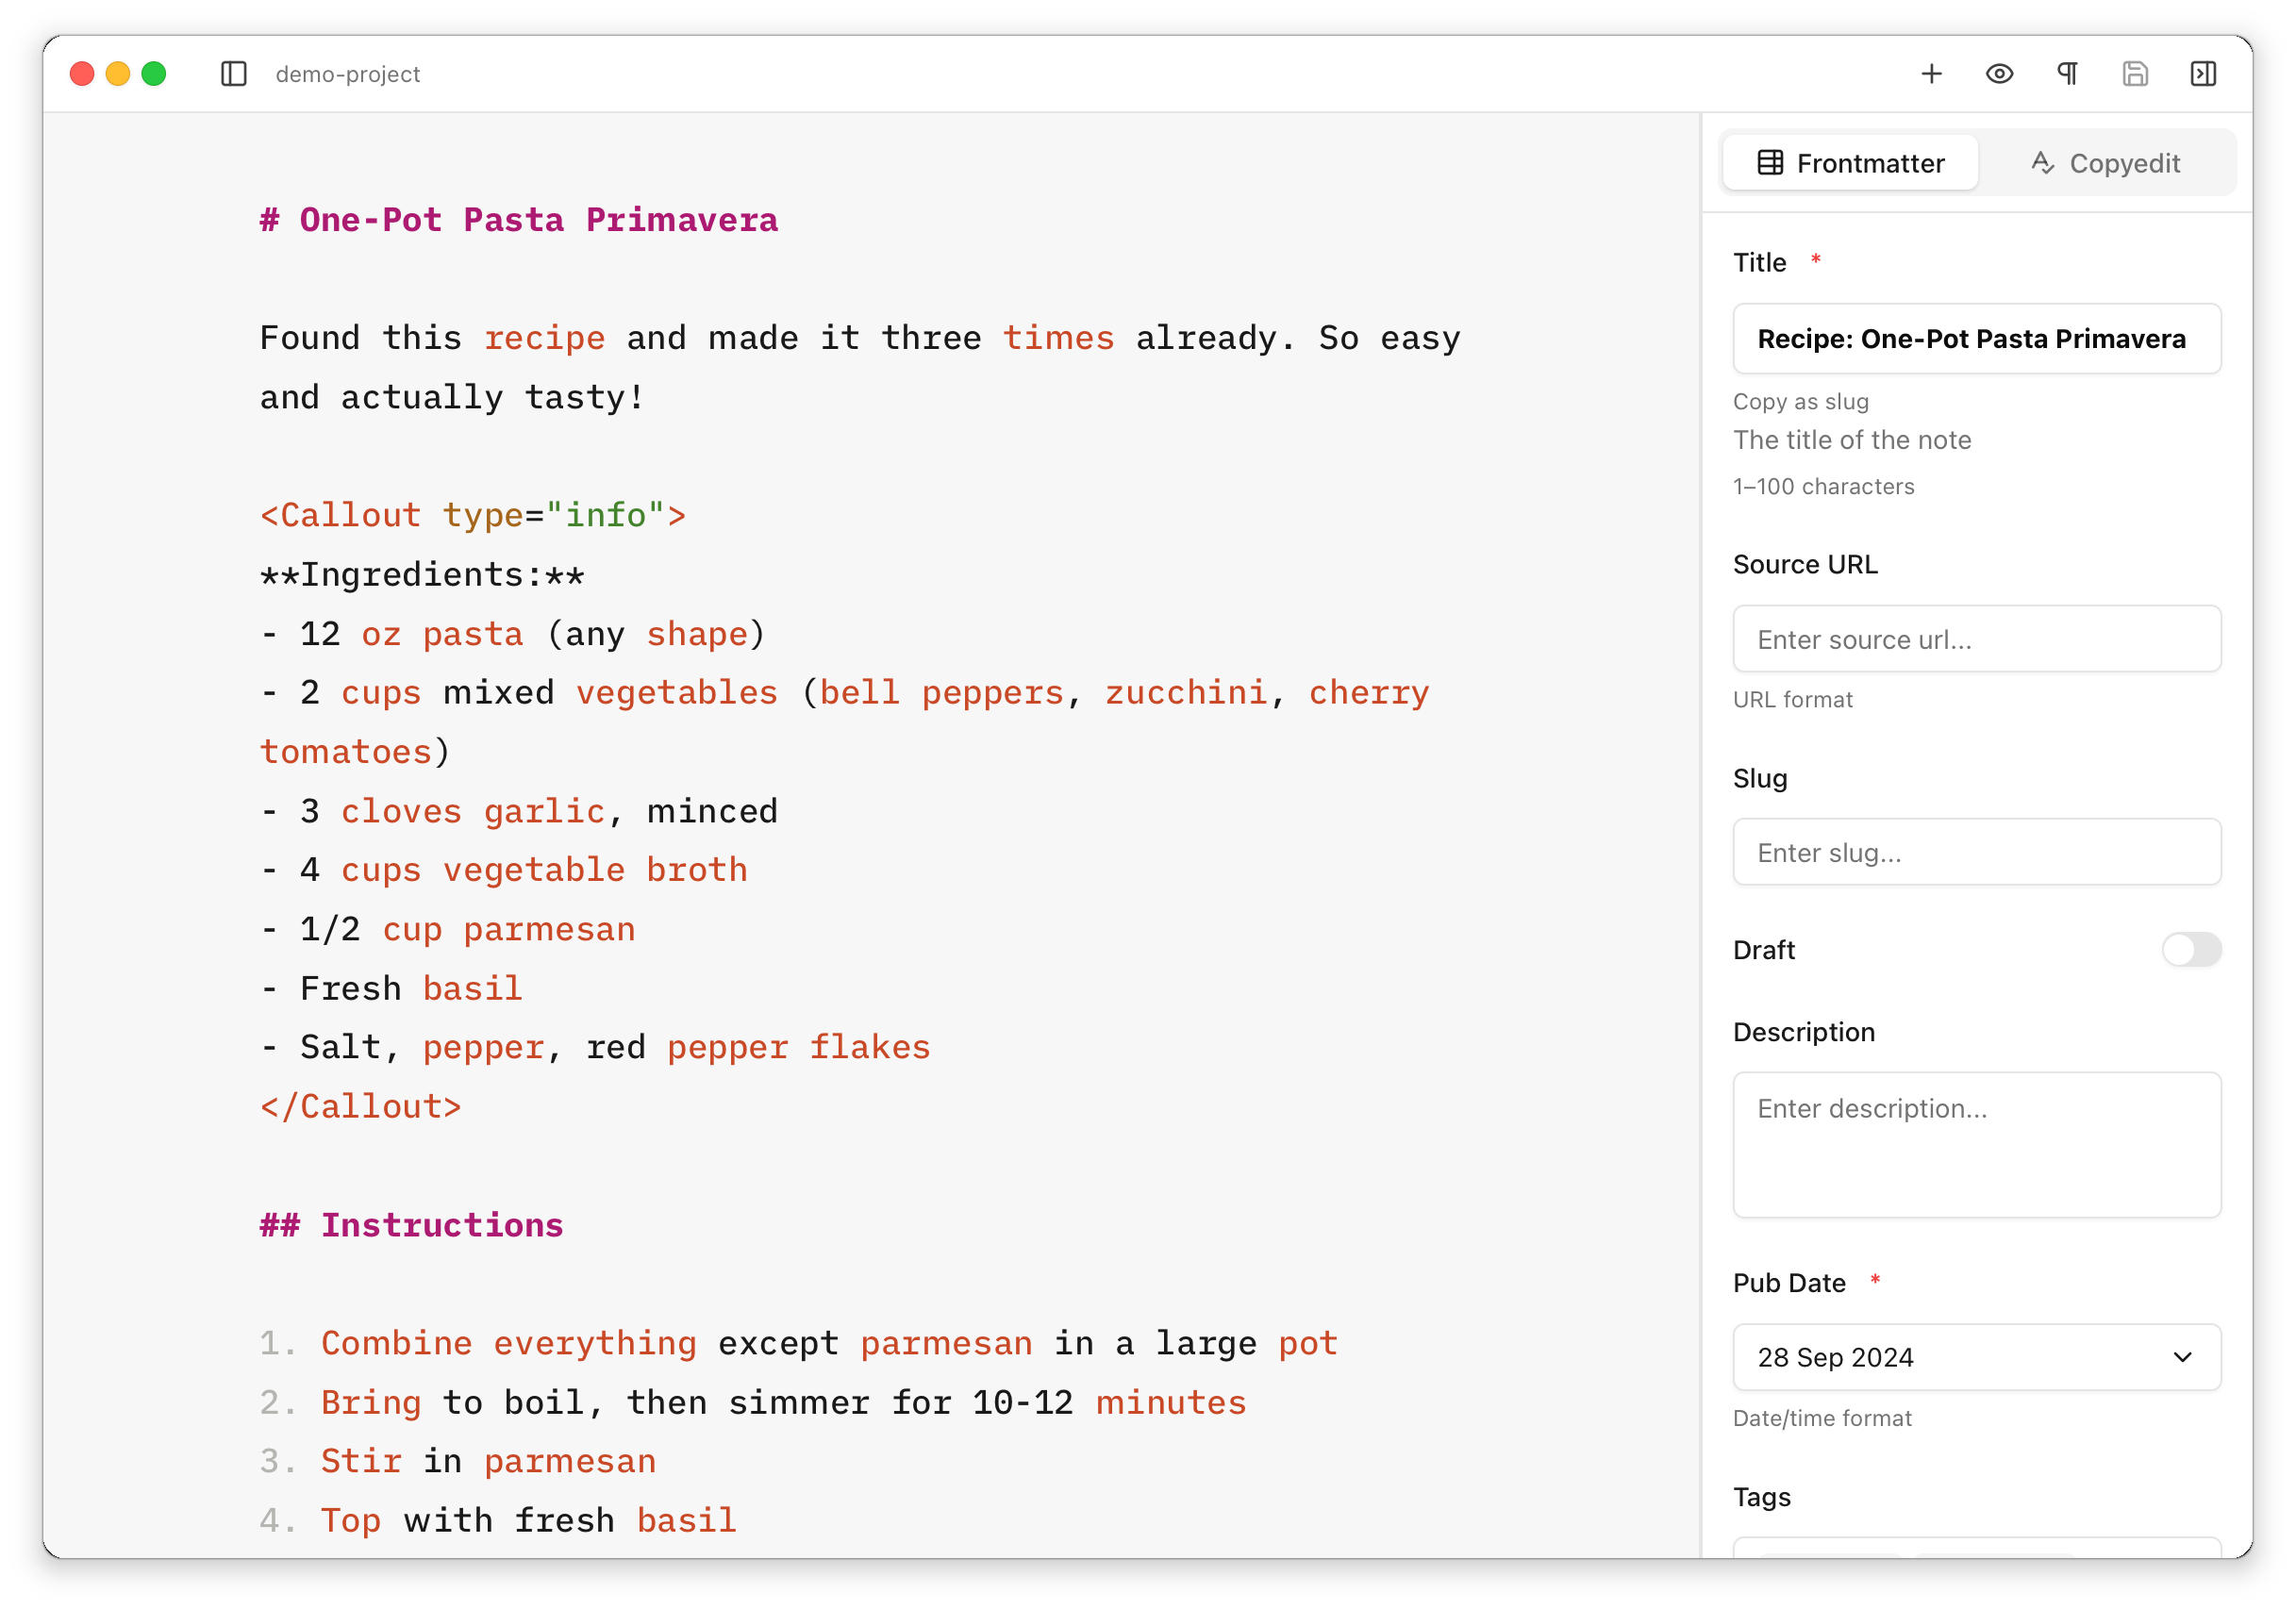 demo-project
# One-Pot Pasta Primavera
Found this recipe and made it three times already. So easy
and actually tasty!
<Callout type="info">
**Ingredients:**
- 12 oz pasta (any shape)
- 2 cups mixed vegetables (bell peppers, zucchini, cherry
tomatoes)
- 3 cloves garlic, minced
- 4 cups vegetable broth
- 1/2 cup parmesan
- Fresh basil
- Salt, pepper, red pepper flakes
</Callout>
## Instructions
1. Combine everything except parmesan in a large pot
2. Bring to boil, then simmer for 10-12 minutes
3. Stir in parmesan
4. Top with fresh basil
Frontmatter
Copyedit
Title *
Recipe: One-Pot Pasta Primavera
Copy as slug
The title of the note
1–100 characters
Source URL
Enter source url...
URL format
Slug
Enter slug...
Draft
Description
Enter description...
Pub Date *
28 Sep 2024
Date/time format
Tags